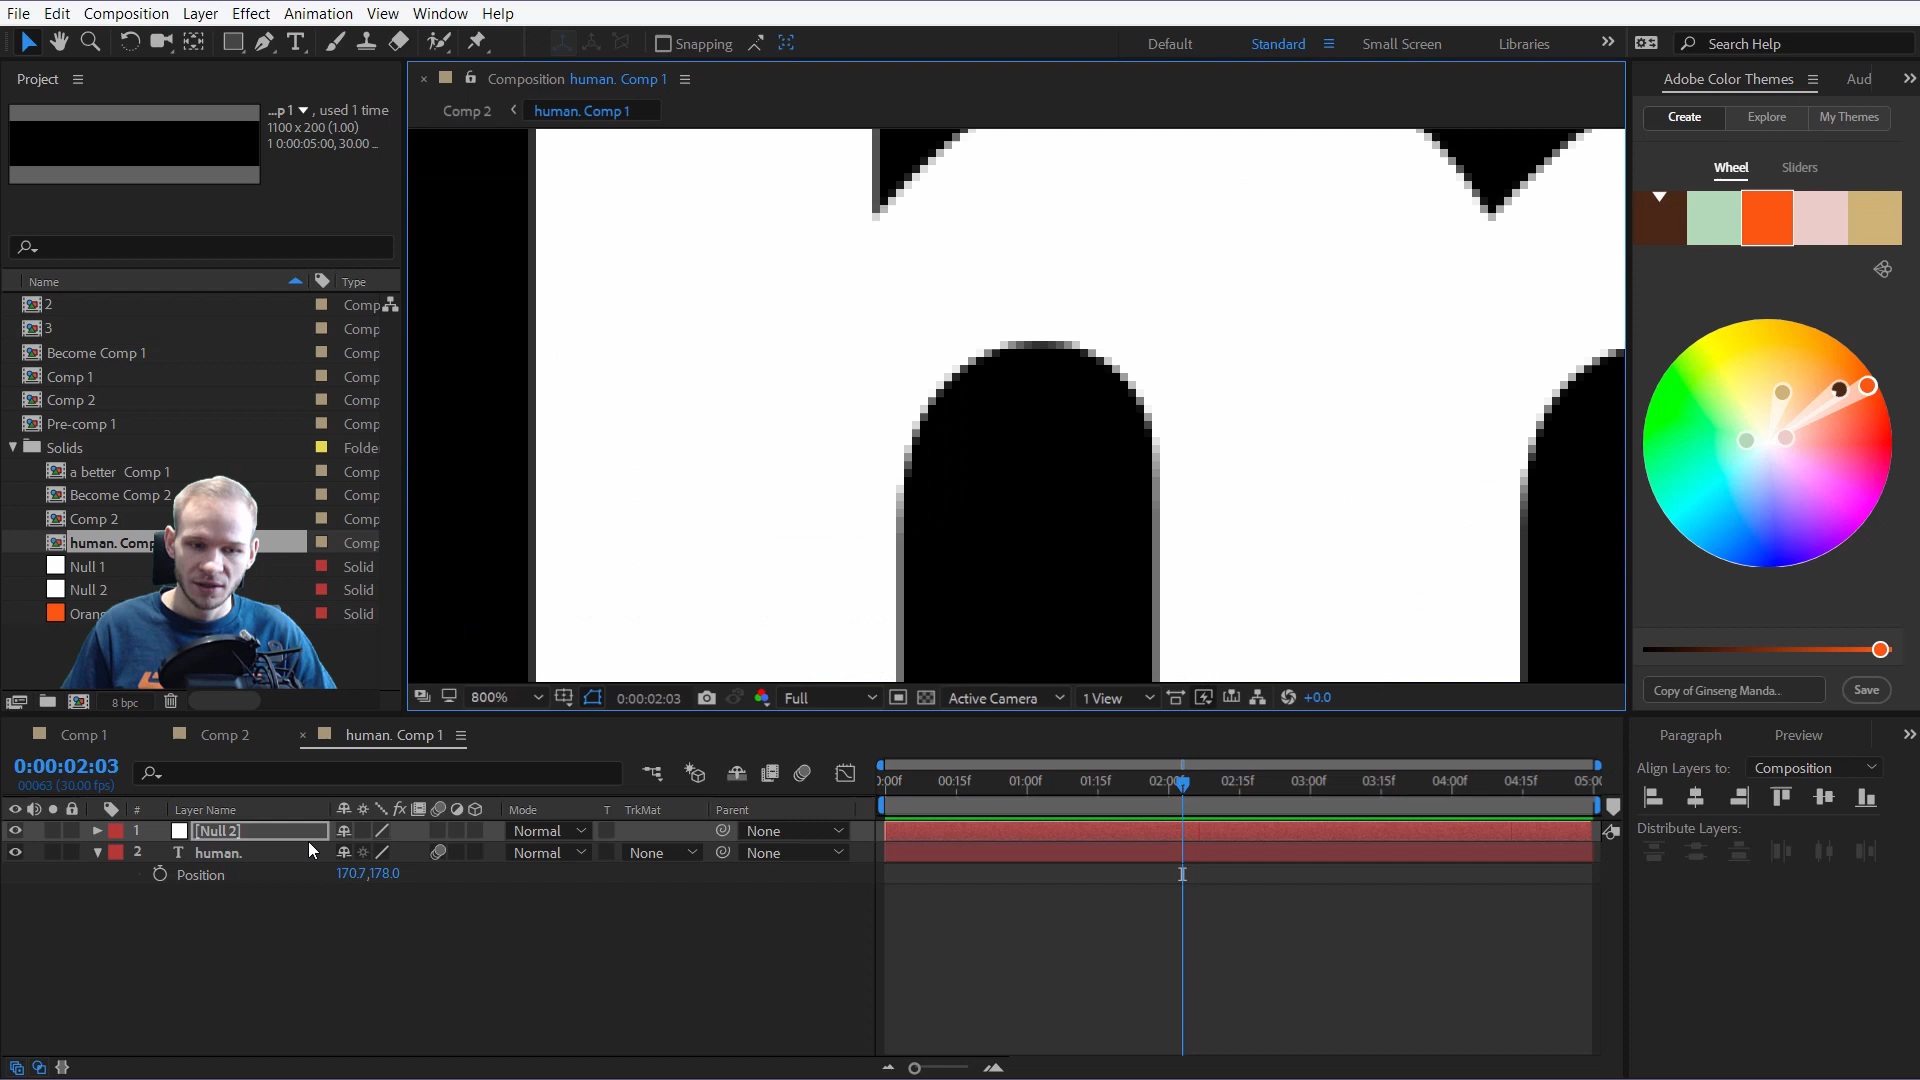 File Edit Composition Layer Effect Animation View Window Help
Snapping Default Standard Small Screen Libraries Search Help
Project
...p 1 , used 1 time
1100 x 200 (1.00)
0:00:05:00, 30.00 ...
Composition human. Comp 1
Comp 2 human. Comp 1
Name Type
2 Comp
3 Comp
Become Comp 1 Comp
Comp 1 Comp
Comp 2 Comp
Pre-comp 1 Comp
Solids Folde
a better Comp 1 Comp
Become Comp 2 Comp
Comp 2 Comp
human. Comp Comp
Null 1 Solid
Null 2 Solid
Orang Solid
8 bpc
800% 0:00:02:03 Full Active Camera 1 View +0.0
Adobe Color Themes Aud
Create Explore My Themes
Wheel Sliders
Copy of Ginseng Manda... Save
Comp 1 Comp 2 human. Comp 1
0:00:02:03
00063 (30.00 fps)
# Layer Name fx Mode T TrkMat Parent
1 [Null 2] Normal None
2 T human. Normal None None
Position 170.7,178.0
):00f 00:15f 01:00f 01:15f 02:00f 02:15f 03:00f 03:15f 04:00f 04:15f 05:00
Paragraph Preview
Align Layers to: Composition
Distribute Layers: